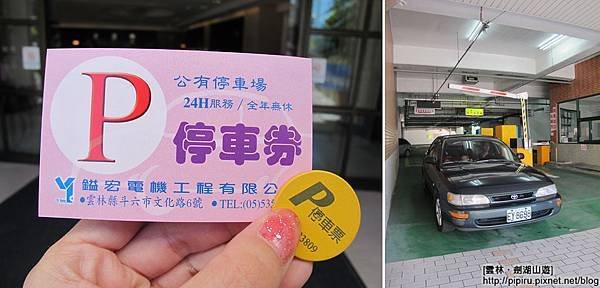 P
公有停車場
24H服務/全年無休
停車券
鎰宏電機工程有限公
●雲林縣斗六市文化路6號 ●TEL:(05)535
P
停車票
3809
[雲林‧劍湖山遊]
http://pipiru.pixnet.net/blog